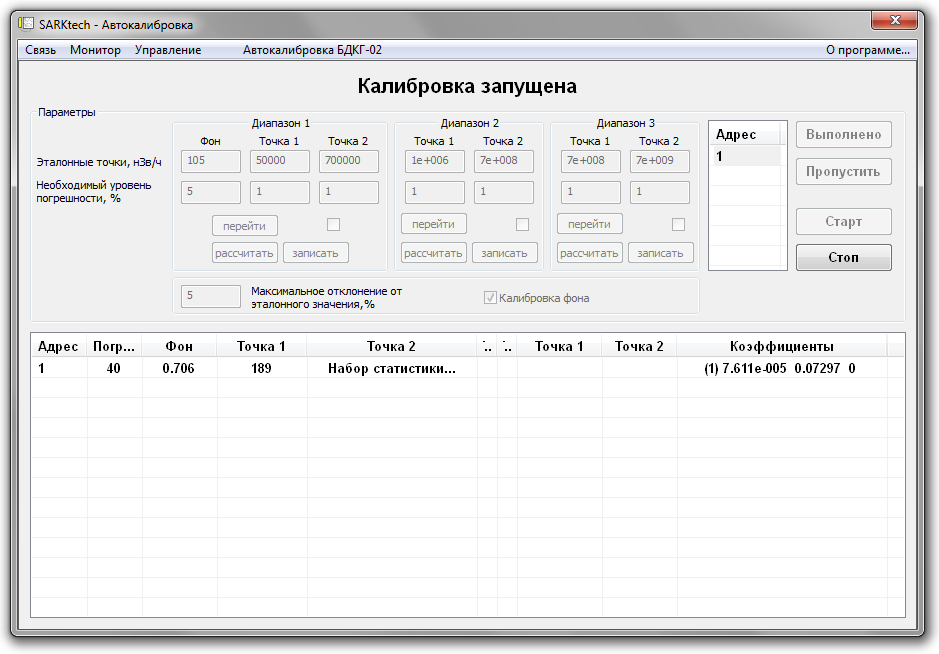 SARKtech - Автокалибровка
Связь Монитор Управление Автокалибровка БДКГ-02 О программе...
Калибровка запущена
Параметры
Диапазон 1 Диапазон 2 Диапазон 3
Фон Точка 1 Точка 2 Точка 1 Точка 2 Точка 1 Точка 2
Эталонные точки, нЗв/ч 105 50000 700000 1e+006 7e+008 7e+008 7e+009
Необходимый уровень
погрешности, % 5 1 1 1 1 1 1
перейти перейти перейти
рассчитать записать рассчитать записать рассчитать записать
5 Максимальное отклонение от
эталонного значения,% Калибровка фона
Адрес
1
Выполнено
Пропустить
Старт
Стоп
Адрес Погр... Фон Точка 1 Точка 2 ... ... Точка 1 Точка 2 Коэффициенты
1 40 0.706 189 Набор статистики... (1) 7.611e-005 0.07297 0